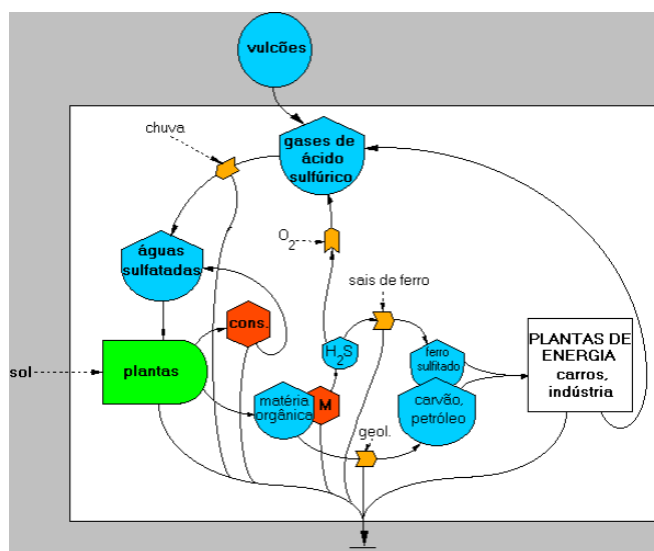 vulcões
chuva
gases de
ácido
sulfúrico
O2
águas
sulfatadas
sais de ferro
cons.
H2S
ferro
sulfitado
PLANTAS DE
ENERGIA
carros,
indústria
sol
plantas
matéria
orgânica
M
carvão,
petróleo
geol.